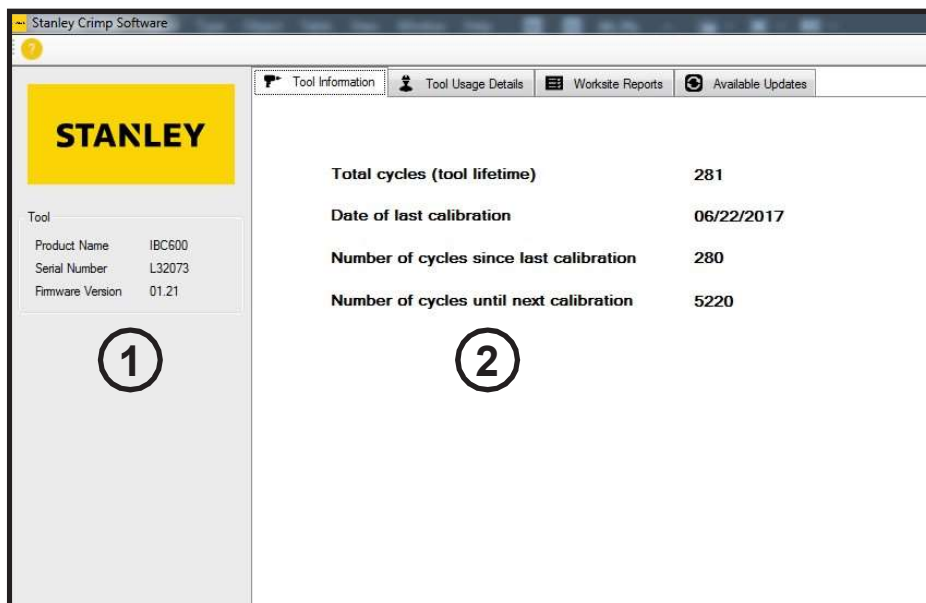 Stanley Crimp Software
?
Tool Information Tool Usage Details Worksite Reports Available Updates
STANLEY
Tool
Product Name IBC600
Serial Number L32073
Firmware Version 01.21
1
Total cycles (tool lifetime) 281
Date of last calibration 06/22/2017
Number of cycles since last calibration 280
Number of cycles until next calibration 5220
2